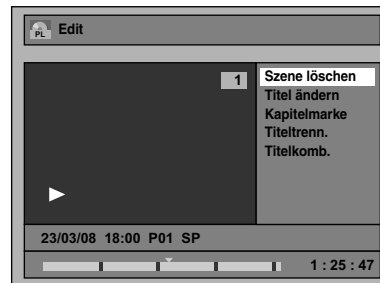 PL Edit
1
Szene löschen
Titel ändern
Kapitelmarke
Titeltrenn.
Titelkomb.
23/03/08 18:00 P01 SP
1 : 25 : 47